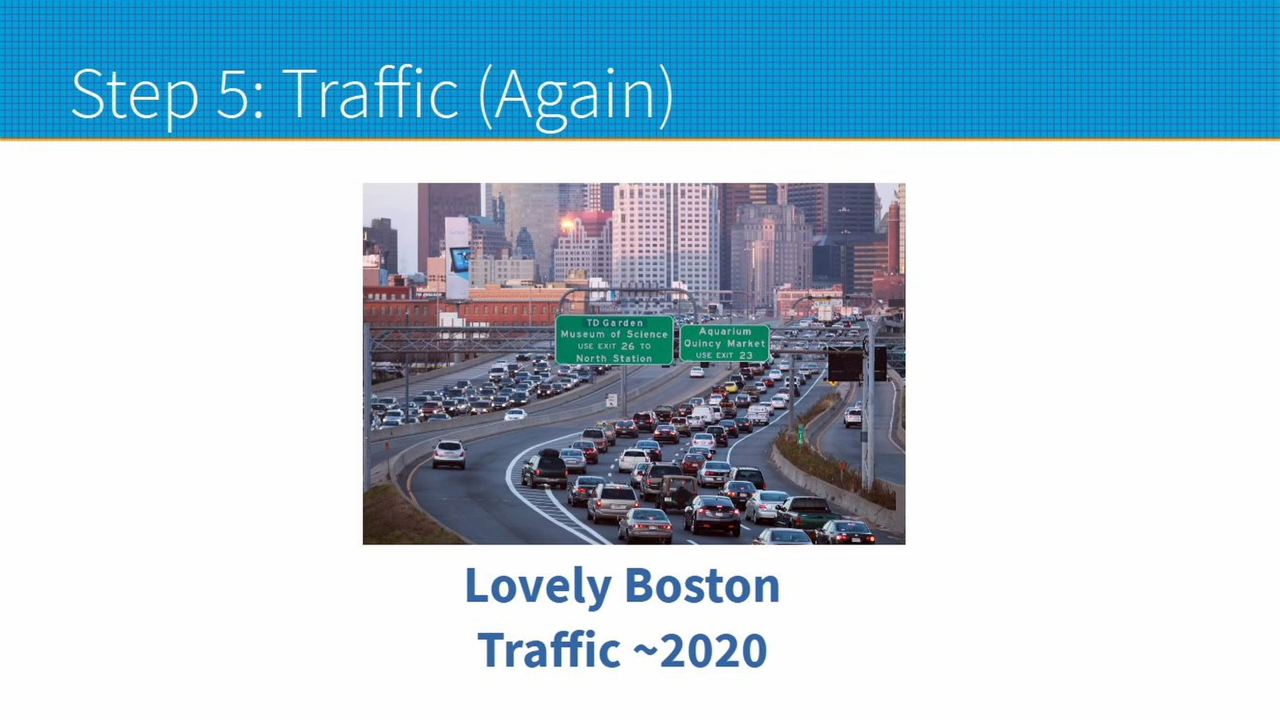 Step 5: Traffic (Again)
TD Garden
Museum of Science
USE EXIT 26 TO
North Station
Aquarium
Quincy Market
USE EXIT 23
Lovely Boston
Traffic ~2020